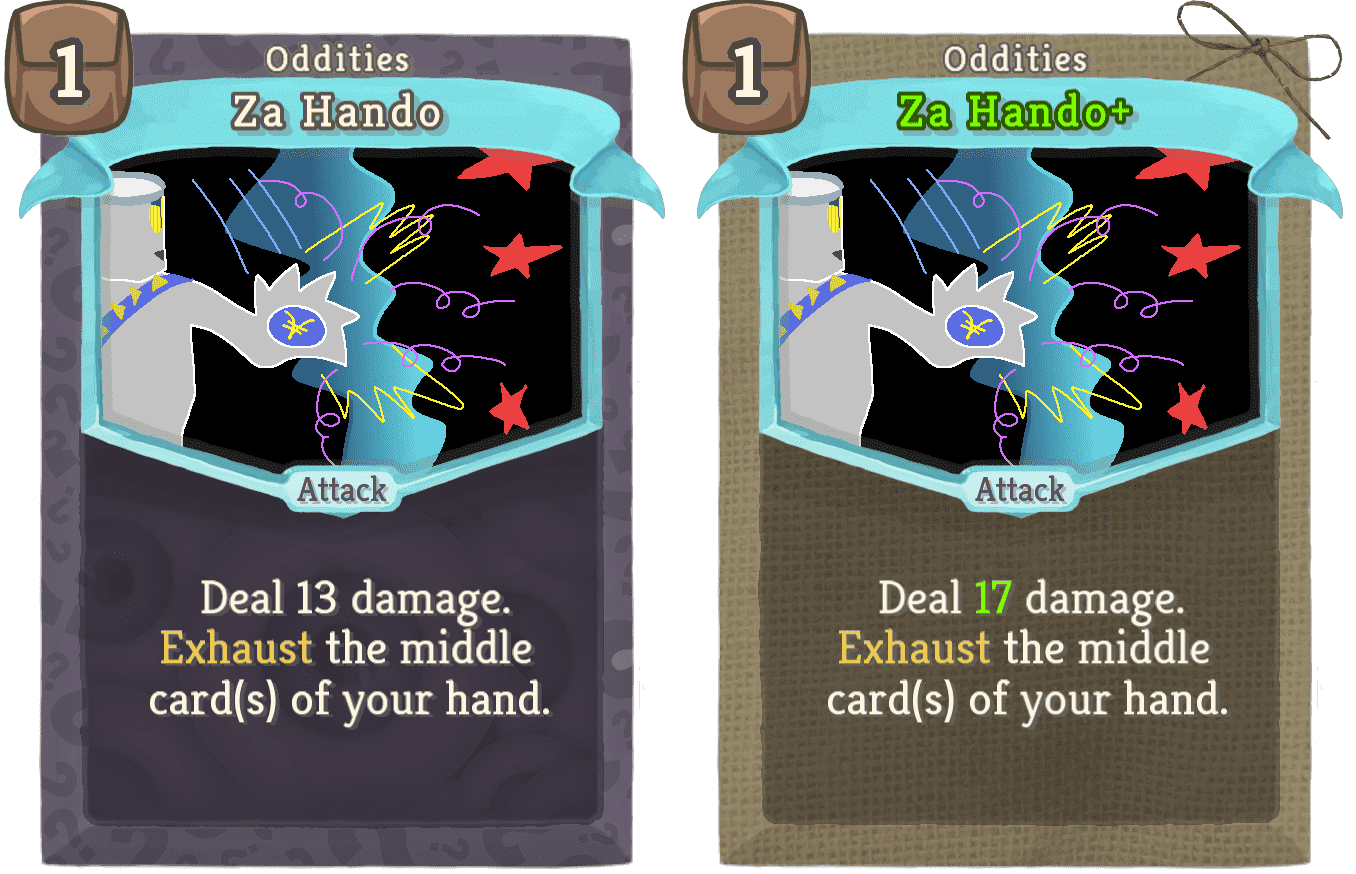 1
Oddities
Za Hando
Attack
Deal 13 damage.
Exhaust the middle
card(s) of your hand.
1
Oddities
Za Hando+
Attack
Deal 17 damage.
Exhaust the middle
card(s) of your hand.